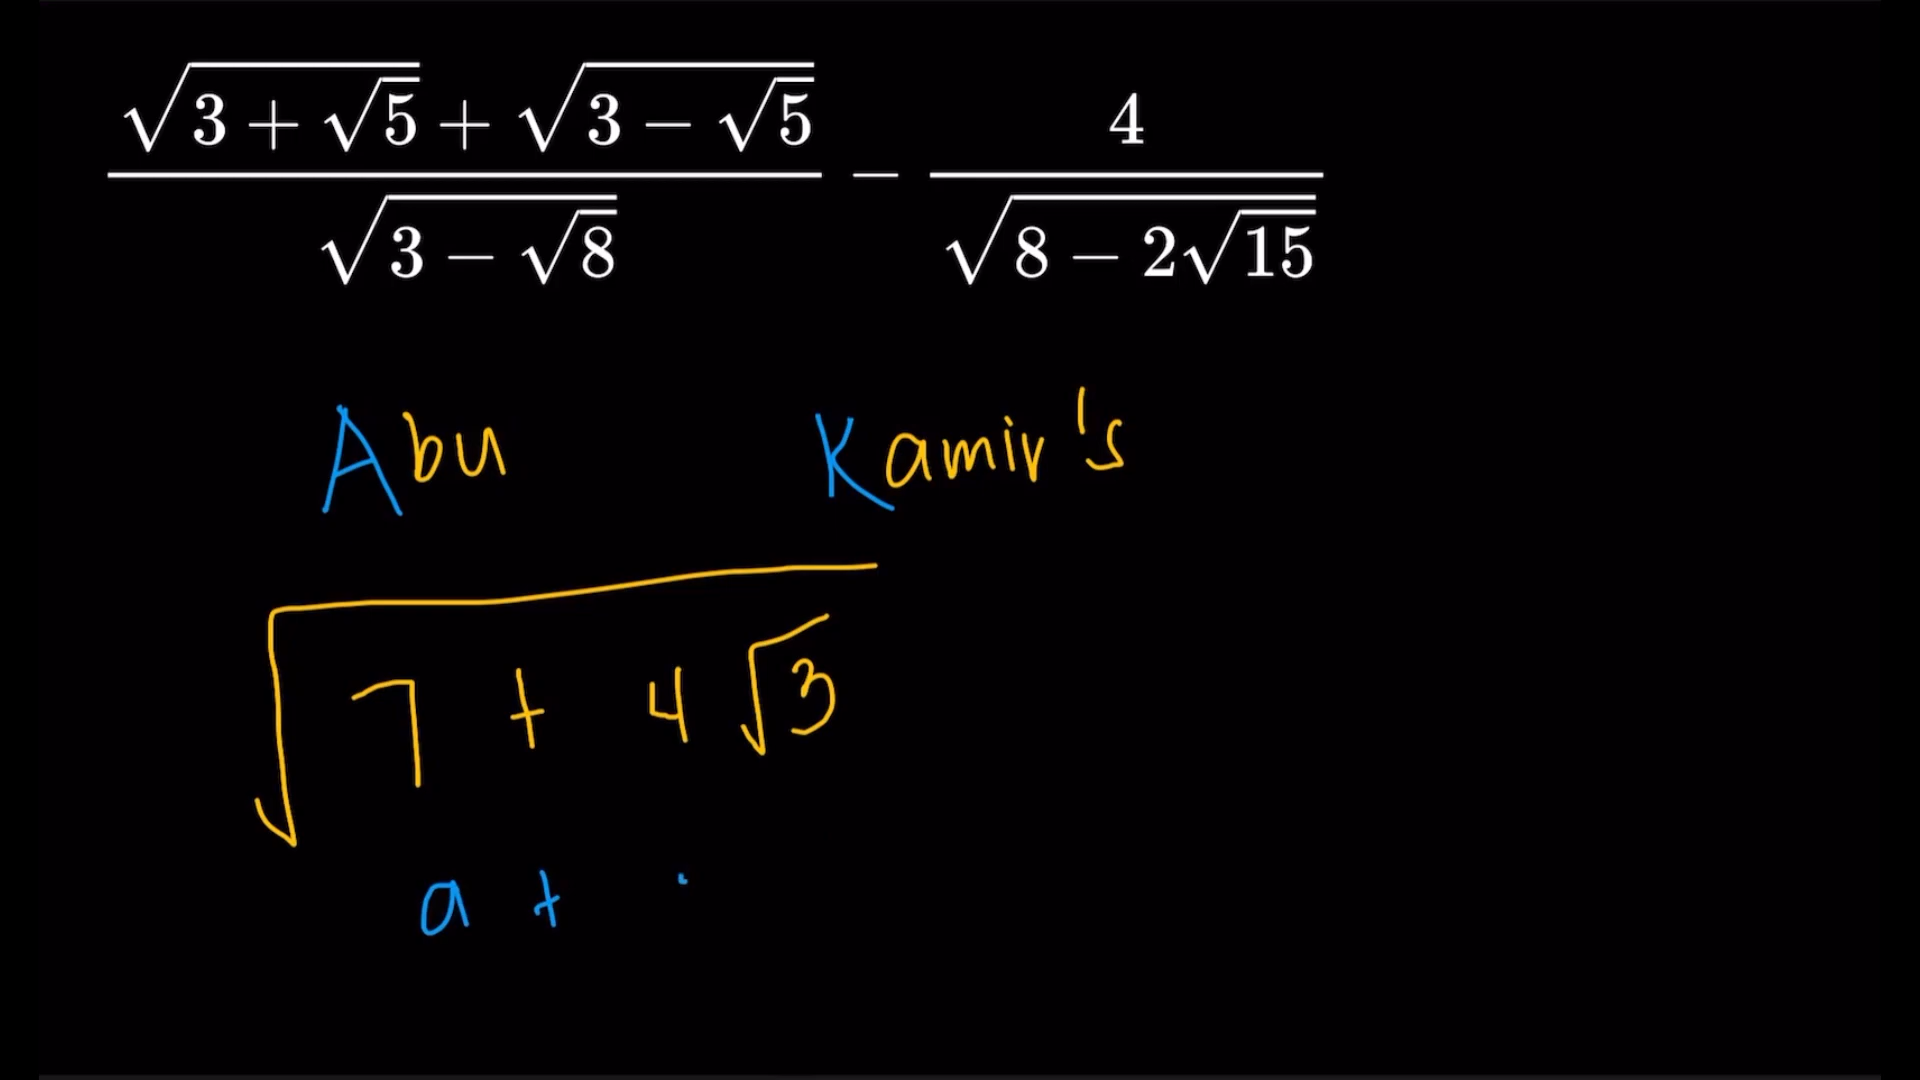 √(3 + √5) + √(3 − √5) / √(3 − √8) − 4 / √(8 − 2√15)
Abu Kamir's
√(7 + 4√3)
a +